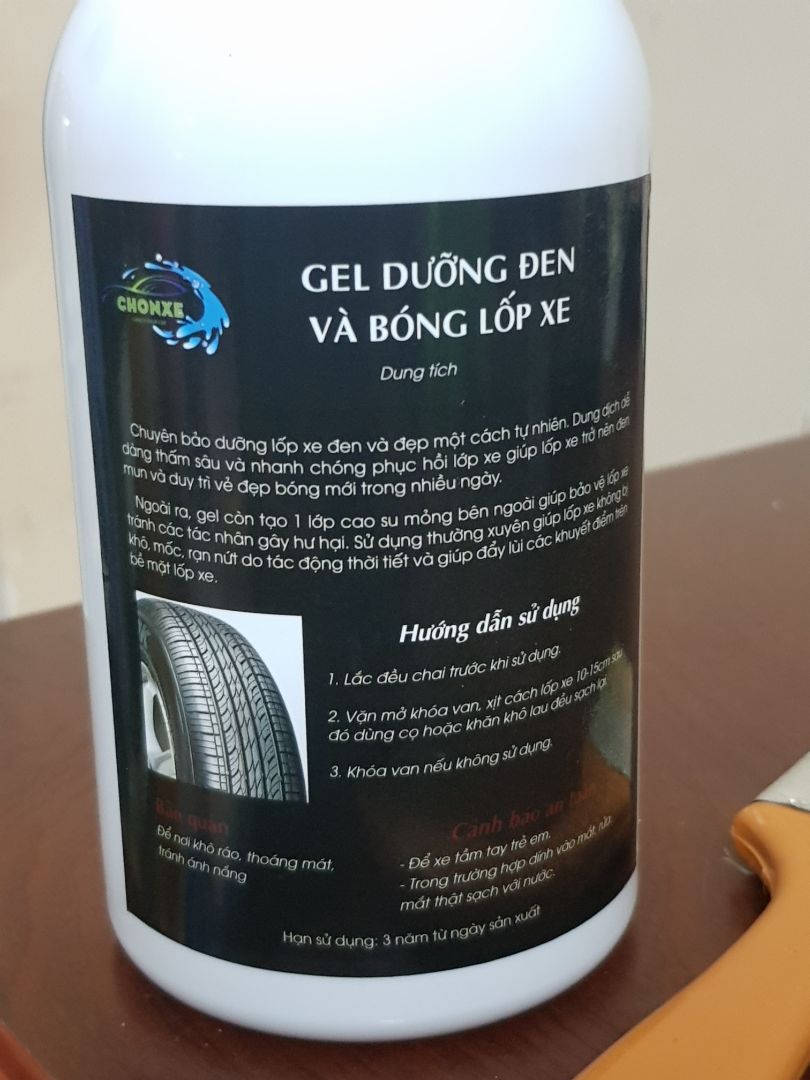 CHONXE
GEL DƯỠNG ĐEN
VÀ BÓNG LỐP XE
Dung tích
Chuyên bảo dưỡng lốp xe đen và đẹp một cách tự nhiên. Dung dịch dễ
dàng thấm sâu và nhanh chóng phục hồi lớp xe giúp lốp xe trở nên đen
mun và duy trì vẻ đẹp bóng mới trong nhiều ngày.
Ngoài ra, gel còn tạo 1 lớp cao su mỏng bên ngoài giúp bảo vệ lốp xe
tránh các tác nhân gây hư hại. Sử dụng thường xuyên giúp lốp xe không bị
khô, mốc, rạn nứt do tác động thời tiết và giúp đẩy lùi các khuyết điểm trên
bề mặt lốp xe.
Hướng dẫn sử dụng
1. Lắc đều chai trước khi sử dụng.
2. Vặn mở khóa van, xịt cách lốp xe 10-15cm sau
đó dùng cọ hoặc khăn khô lau đều sạch lại.
3. Khóa van nếu không sử dụng.
Bảo quản
Để nơi khô ráo, thoáng mát,
tránh ánh nắng
Cảnh báo an toàn
- Để xe tầm tay trẻ em.
- Trong trường hợp dính vào mắt, rửa
mắt thật sạch với nước.
Hạn sử dụng: 3 năm từ ngày sản xuất